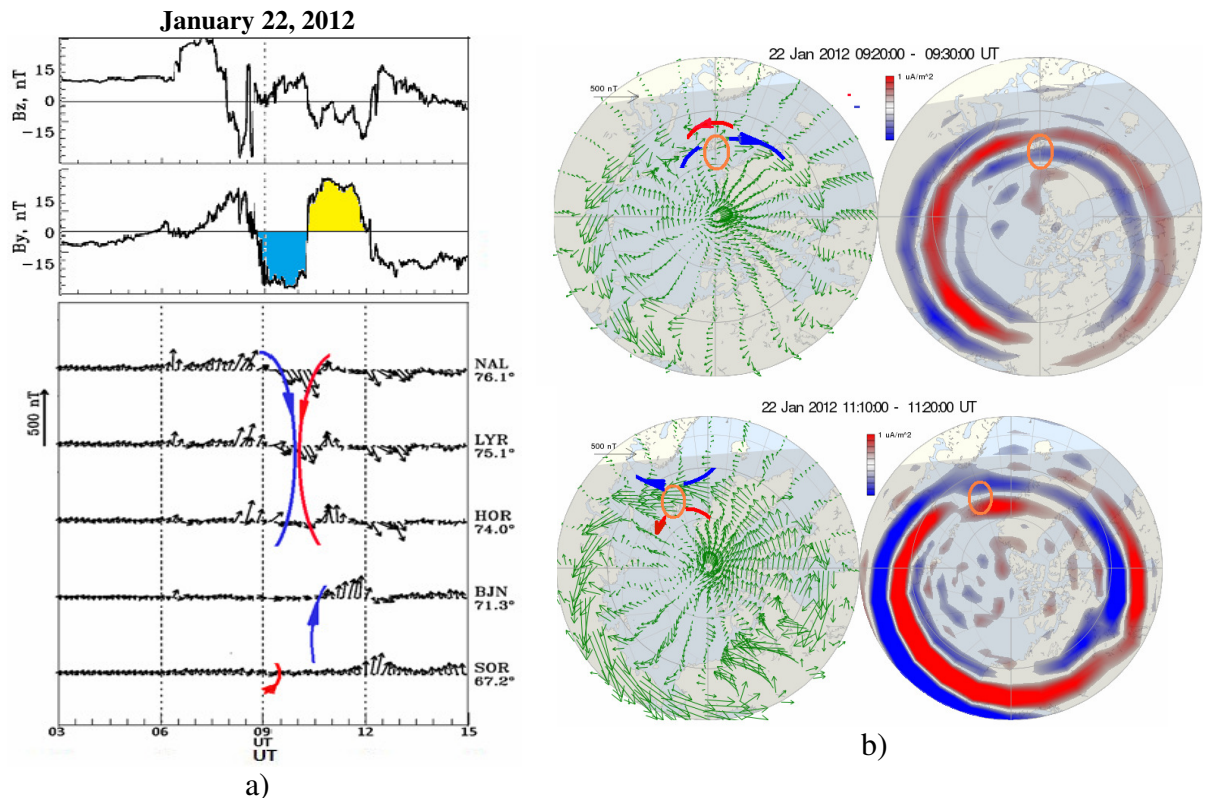 January 22, 2012
- Bz, nT
15
0
-15
- By, nT
15
0
-15
500 nT
NAL
76.1°
LYR
75.1°
HOR
74.0°
BJN
71.3°
SOR
67.2°
03
06
09
12
15
UT
UT
a)
22 Jan 2012 09:20:00 - 09:30:00 UT
500 nT
1 uA/m^2
22 Jan 2012 11:10:00 - 11:20:00 UT
500 nT
1 uA/m^2
b)